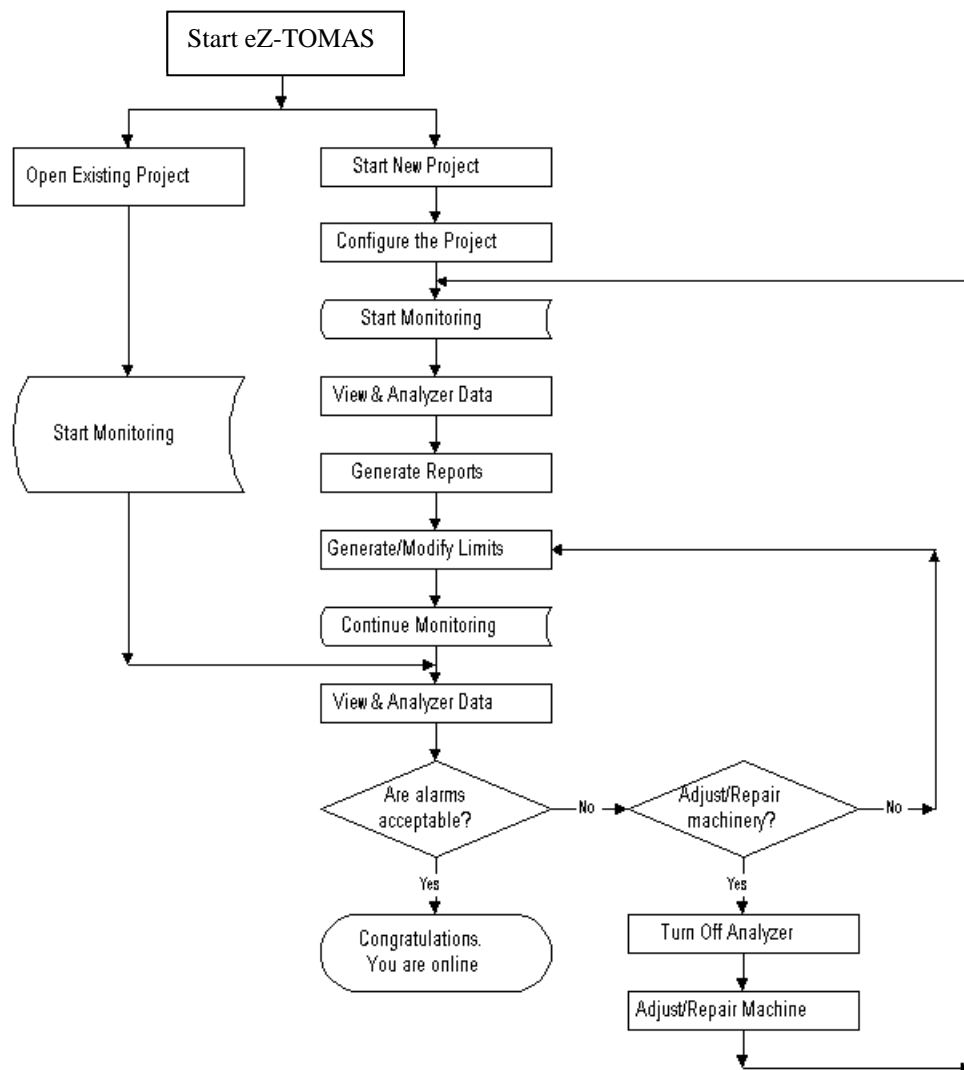 Start eZ-TOMAS
Open Existing Project
Start New Project
Configure the Project
Start Monitoring
View & Analyzer Data
Start Monitoring
Generate Reports
Generate/Modify Limits
Continue Monitoring
View & Analyzer Data
Are alarms
acceptable?
No
Adjust/Repair
machinery?
No
Yes
Yes
Congratulations.
You are online
Turn Off Analyzer
Adjust/Repair Machine